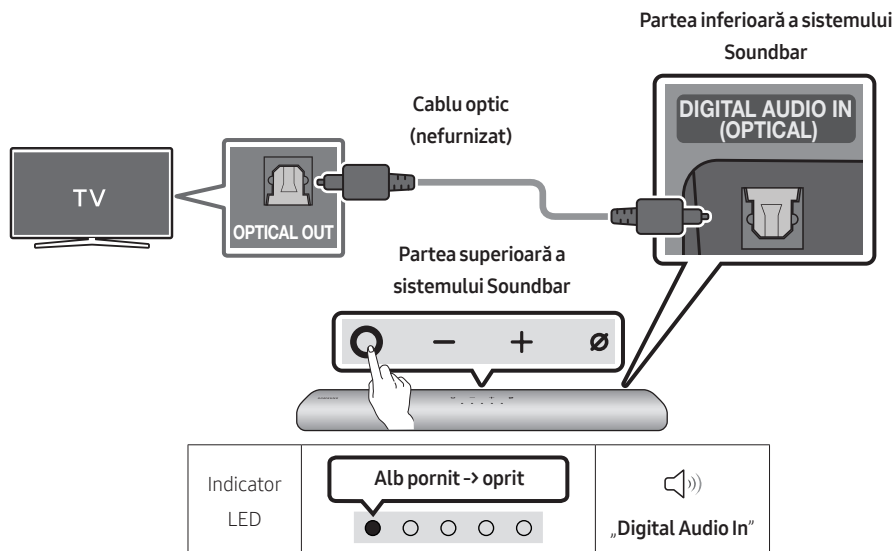 Partea inferioară a sistemului
Soundbar
Cablu optic
(nefurnizat)
DIGITAL AUDIO IN
(OPTICAL)
TV
OPTICAL OUT
Partea superioară a
sistemului Soundbar
Indicator
LED
Alb pornit -> oprit
„Digital Audio In”